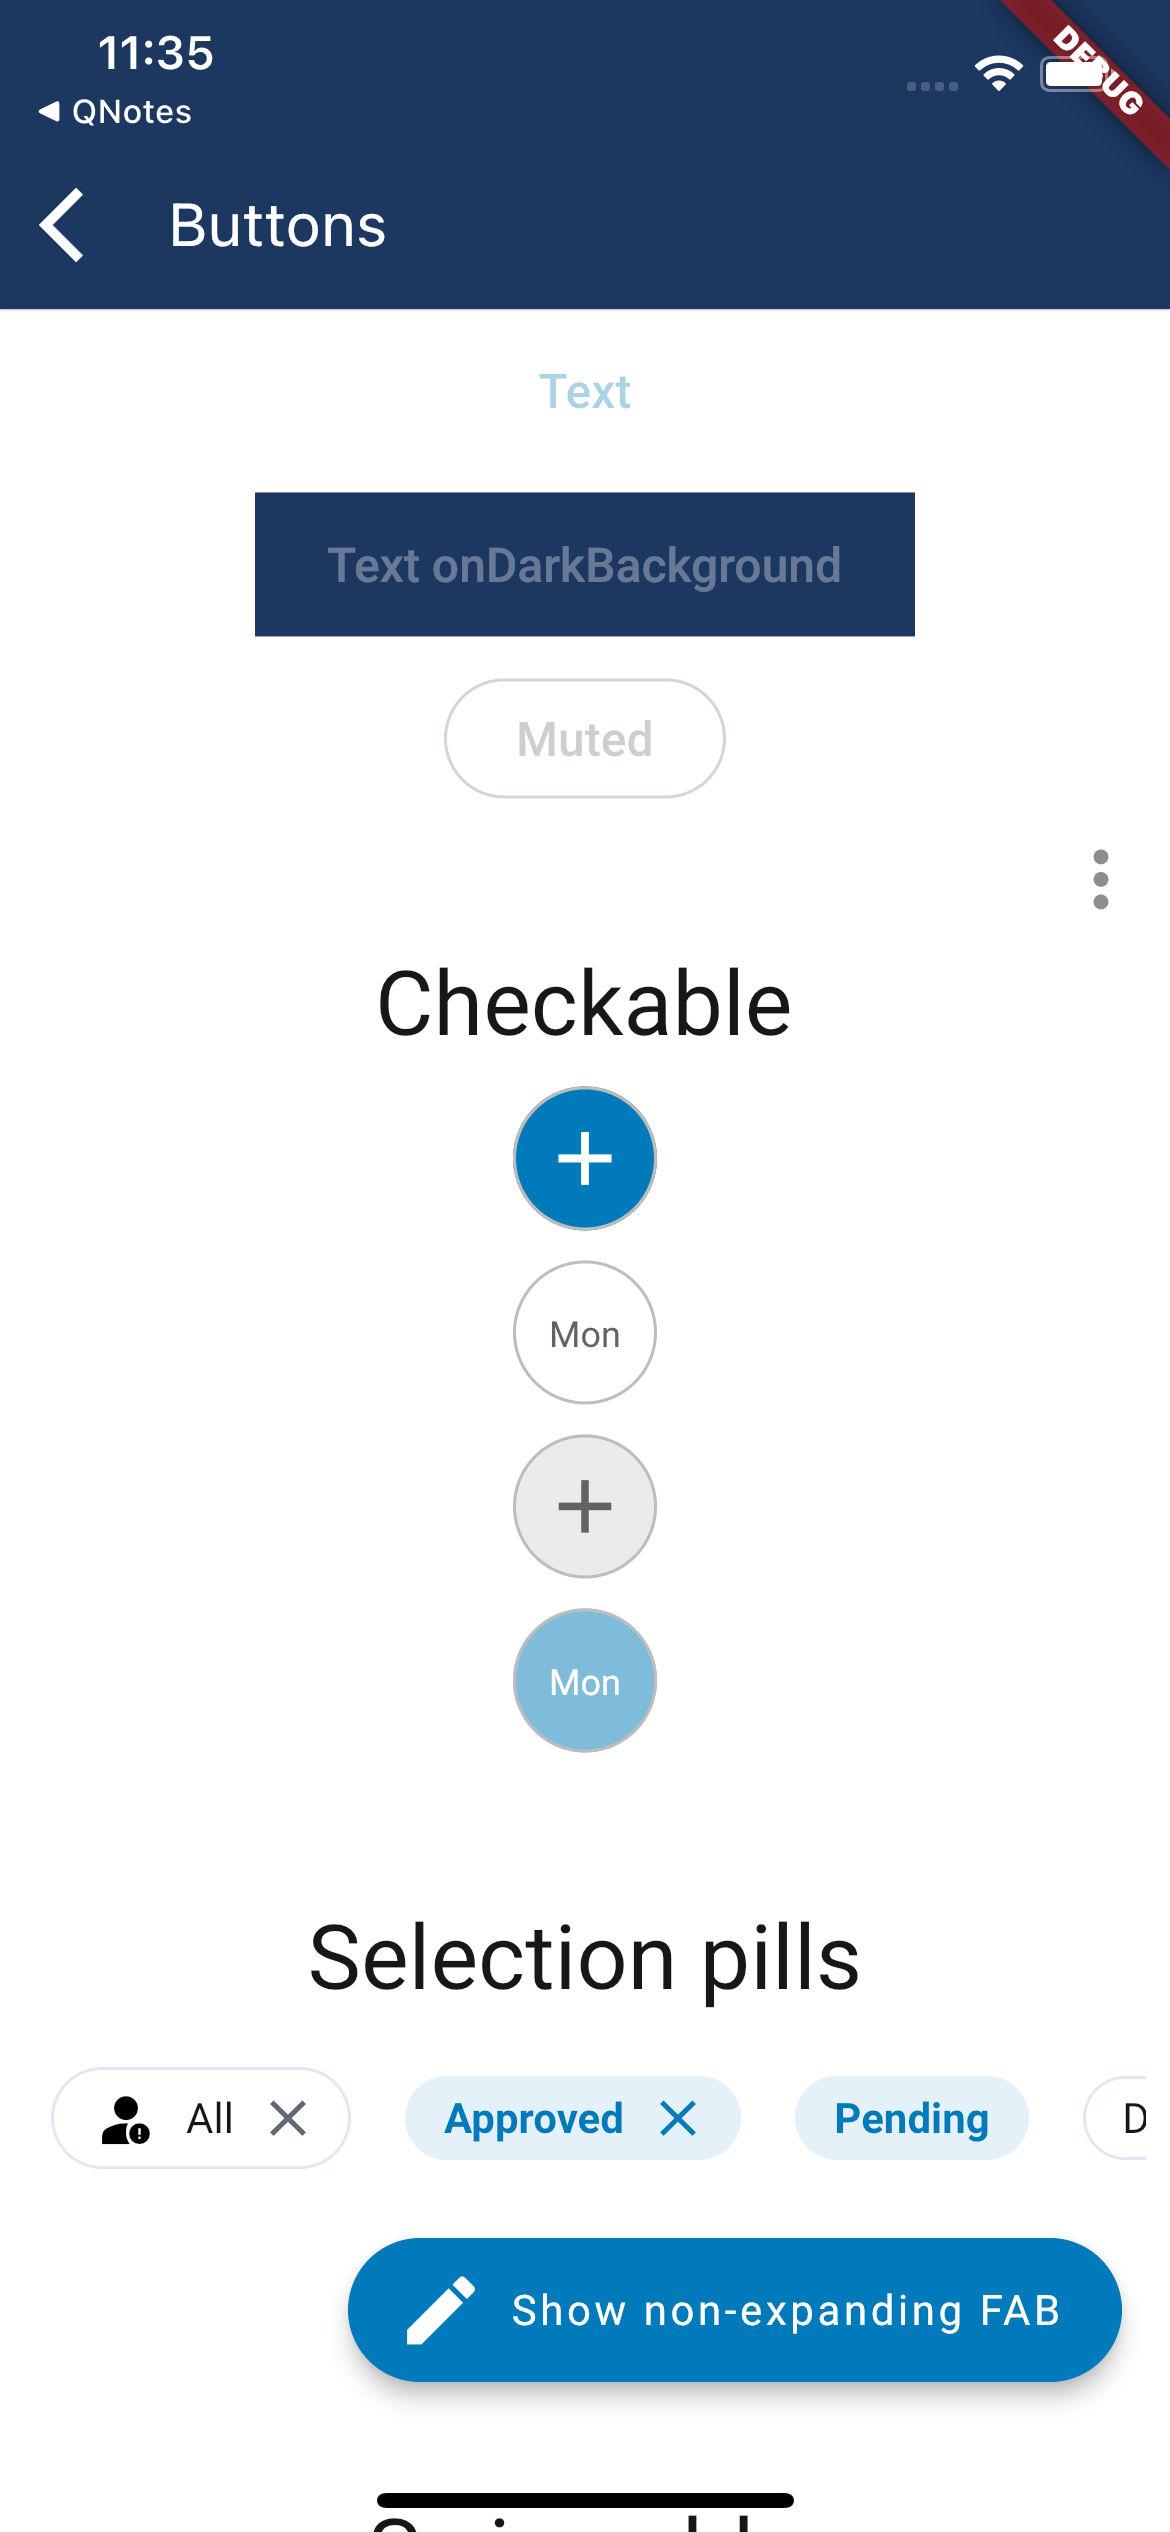 11:35
QNotes
DEBUG
Buttons
Text
Text onDarkBackground
Muted
Checkable
Mon
Mon
Selection pills
All
Approved
Pending
D
Show non-expanding FAB